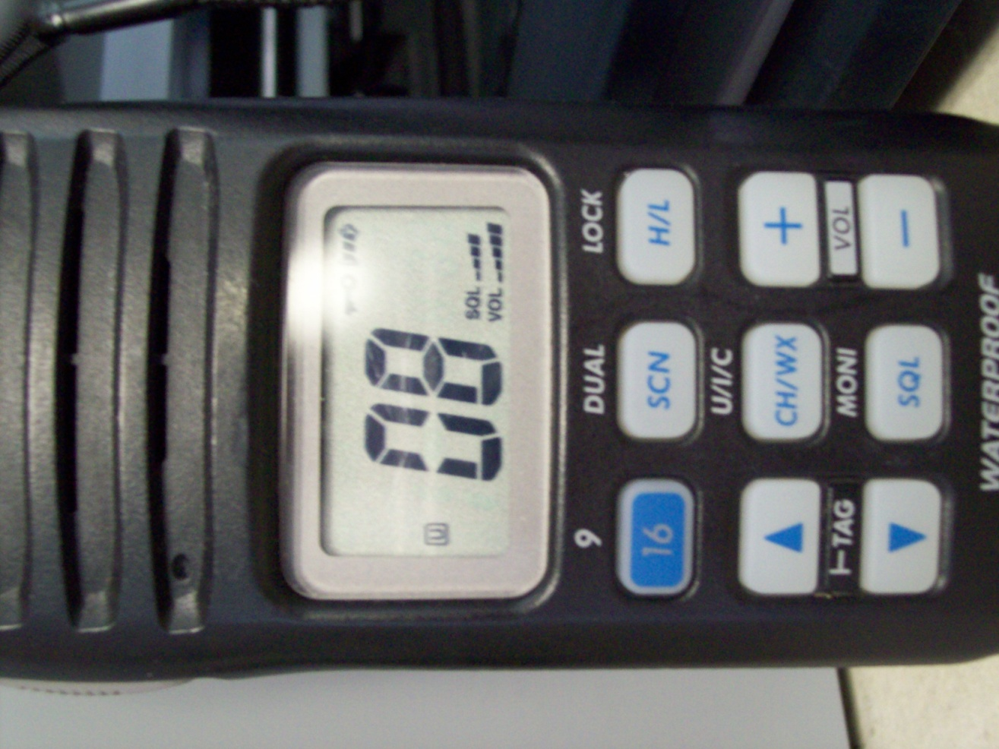 U
08
SQL
VOL
9
DUAL
LOCK
16
SCN
H/L
U/I/C
CH/WX
+
TAG
MONI
VOL
SQL
−
WATERPROOF